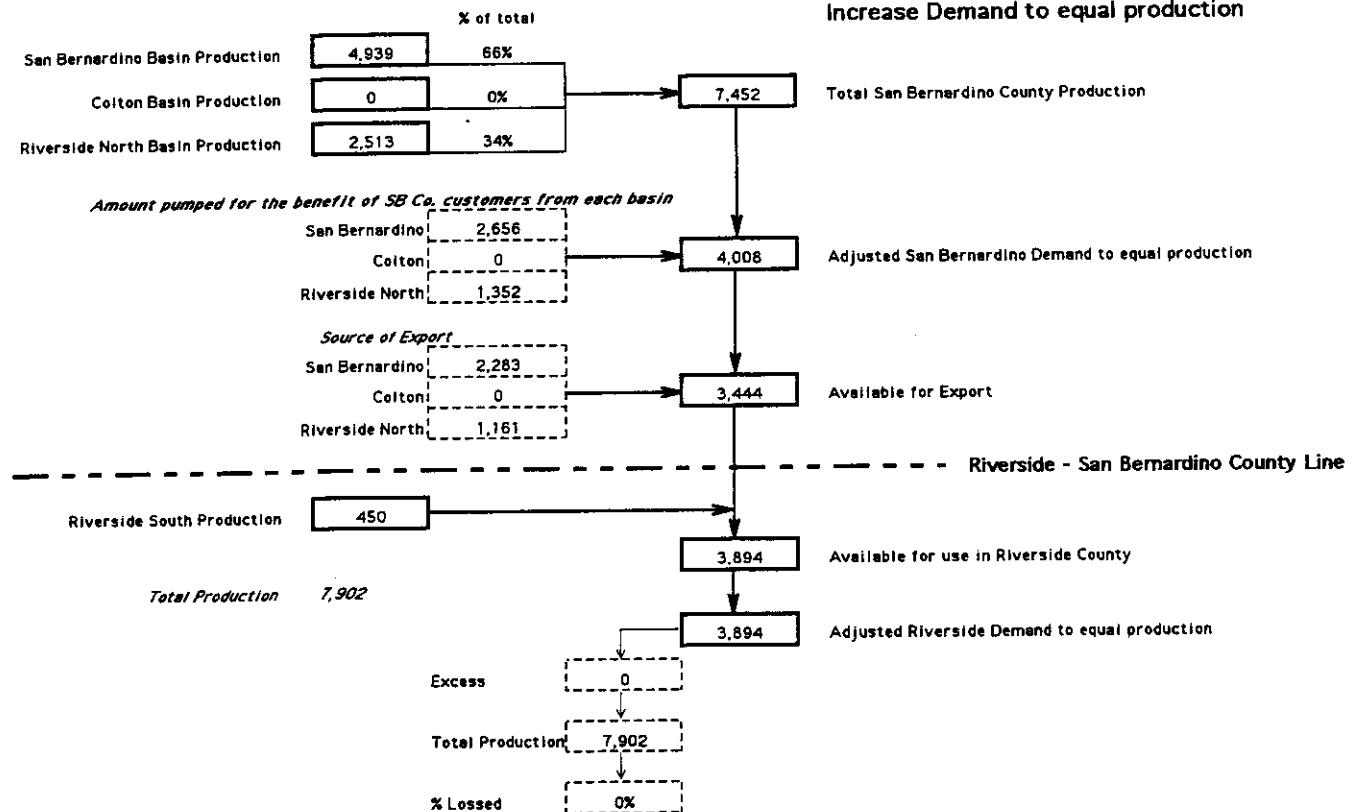 Increase Demand to equal production
% of total
San Bernardino Basin Production 4,939 66%
Colton Basin Production 0 0% 7,452 Total San Bernardino County Production
Riverside North Basin Production 2,513 34%
Amount pumped for the benefit of SB Co. customers from each basin
San Bernardino 2,656
Colton 0 4,008 Adjusted San Bernardino Demand to equal production
Riverside North 1,352
Source of Export
San Bernardino 2,283
Colton 0 3,444 Available for Export
Riverside North 1,161
Riverside - San Bernardino County Line
Riverside South Production 450
3,894 Available for use in Riverside County
Total Production 7,902
3,894 Adjusted Riverside Demand to equal production
Excess 0
Total Production 7,902
% Lossed 0%